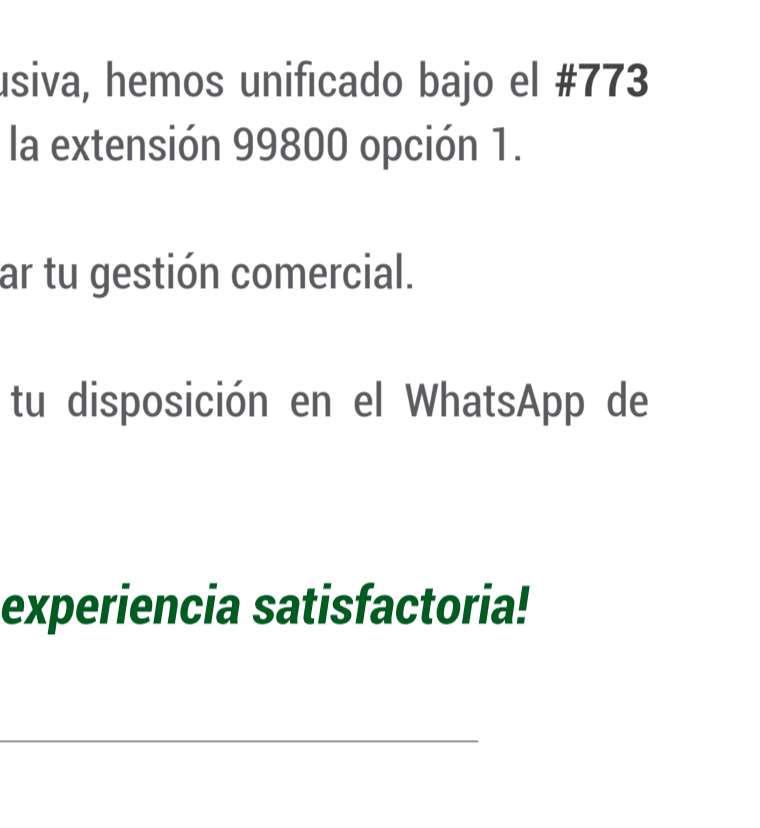 usiva, hemos unificado bajo el #773
la extensión 99800 opción 1.
ar tu gestión comercial.
tu disposición en el WhatsApp de
experiencia satisfactoria!